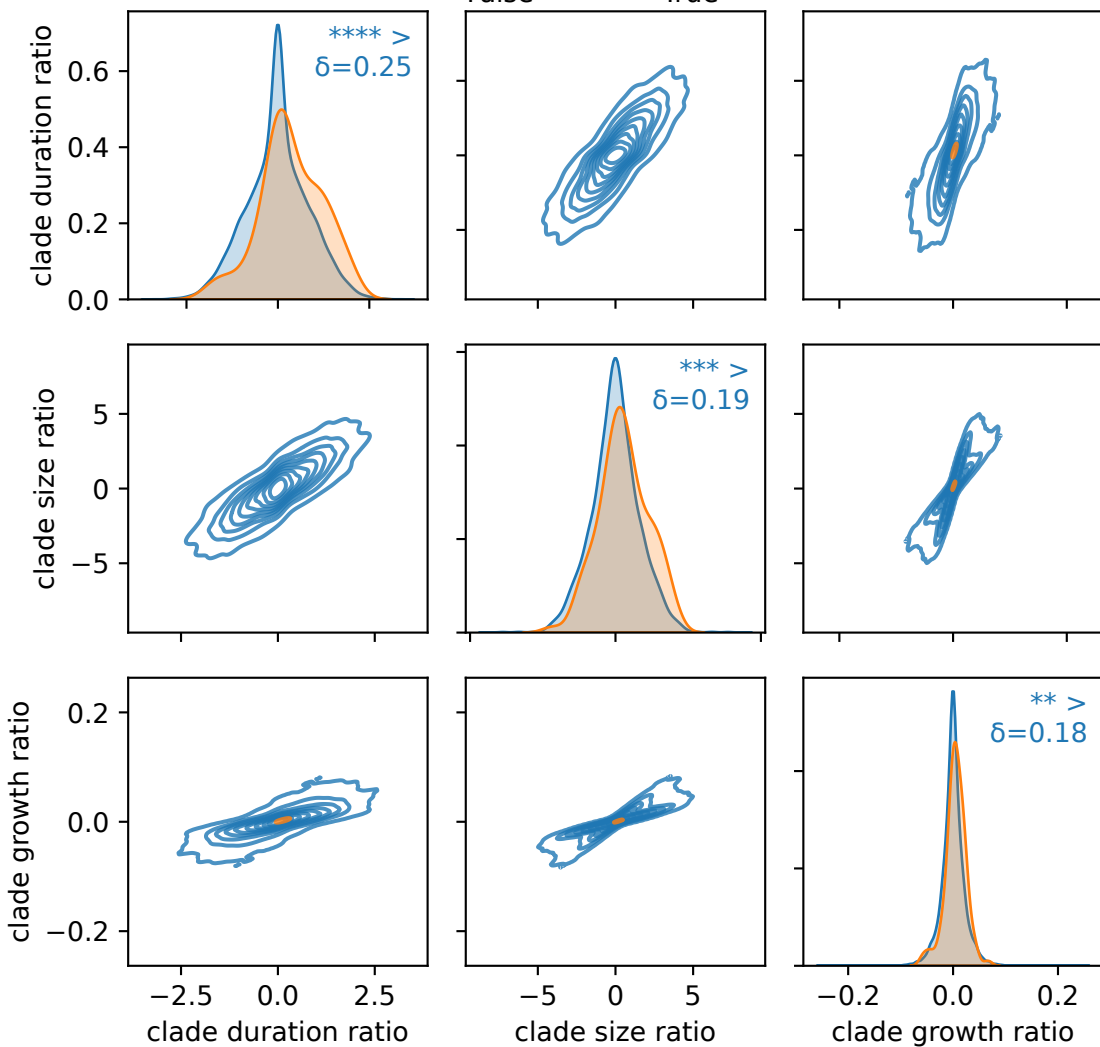 clade duration ratio
0.6
0.4
0.2
0.0
**** >
δ=0.25
clade size ratio
5
0
−5
*** >
δ=0.19
clade growth ratio
0.2
0.0
−0.2
** >
δ=0.18
−2.5 0.0 2.5
−5 0 5
−0.2 0.0 0.2
clade duration ratio
clade size ratio
clade growth ratio